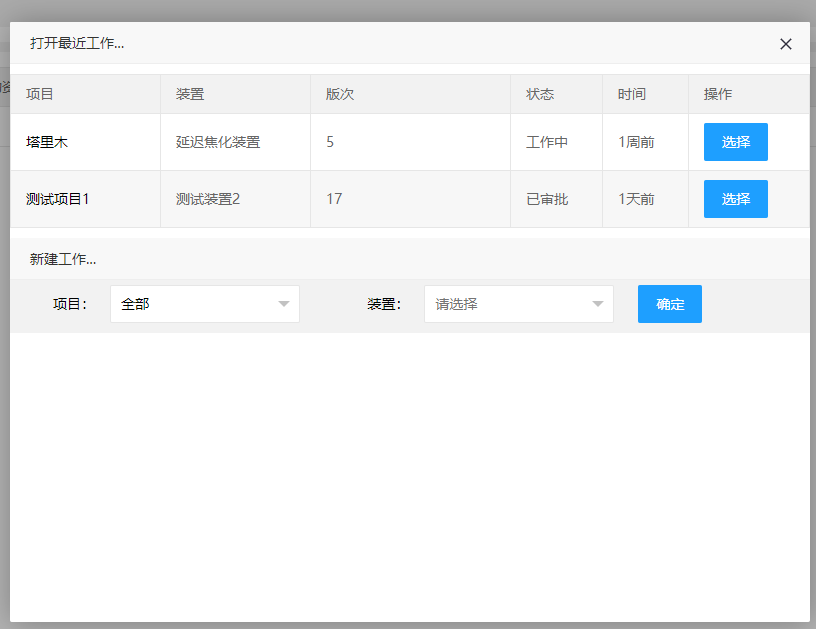 打开最近工作...
项目 装置 版次 状态 时间 操作
塔里木 延迟焦化装置 5 工作中 1周前 选择
测试项目1 测试装置2 17 已审批 1天前 选择
新建工作...
项目： 全部 装置： 请选择 确定